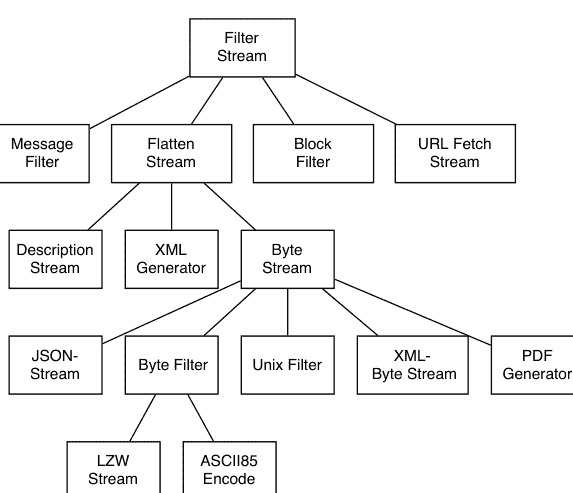 Filter
Stream
Message
Filter
Flatten
Stream
Block
Filter
URL Fetch
Stream
Description
Stream
XML
Generator
Byte
Stream
JSON-
Stream
Byte Filter
Unix Filter
XML-
Byte Stream
PDF
Generator
LZW
Stream
ASCII85
Encode